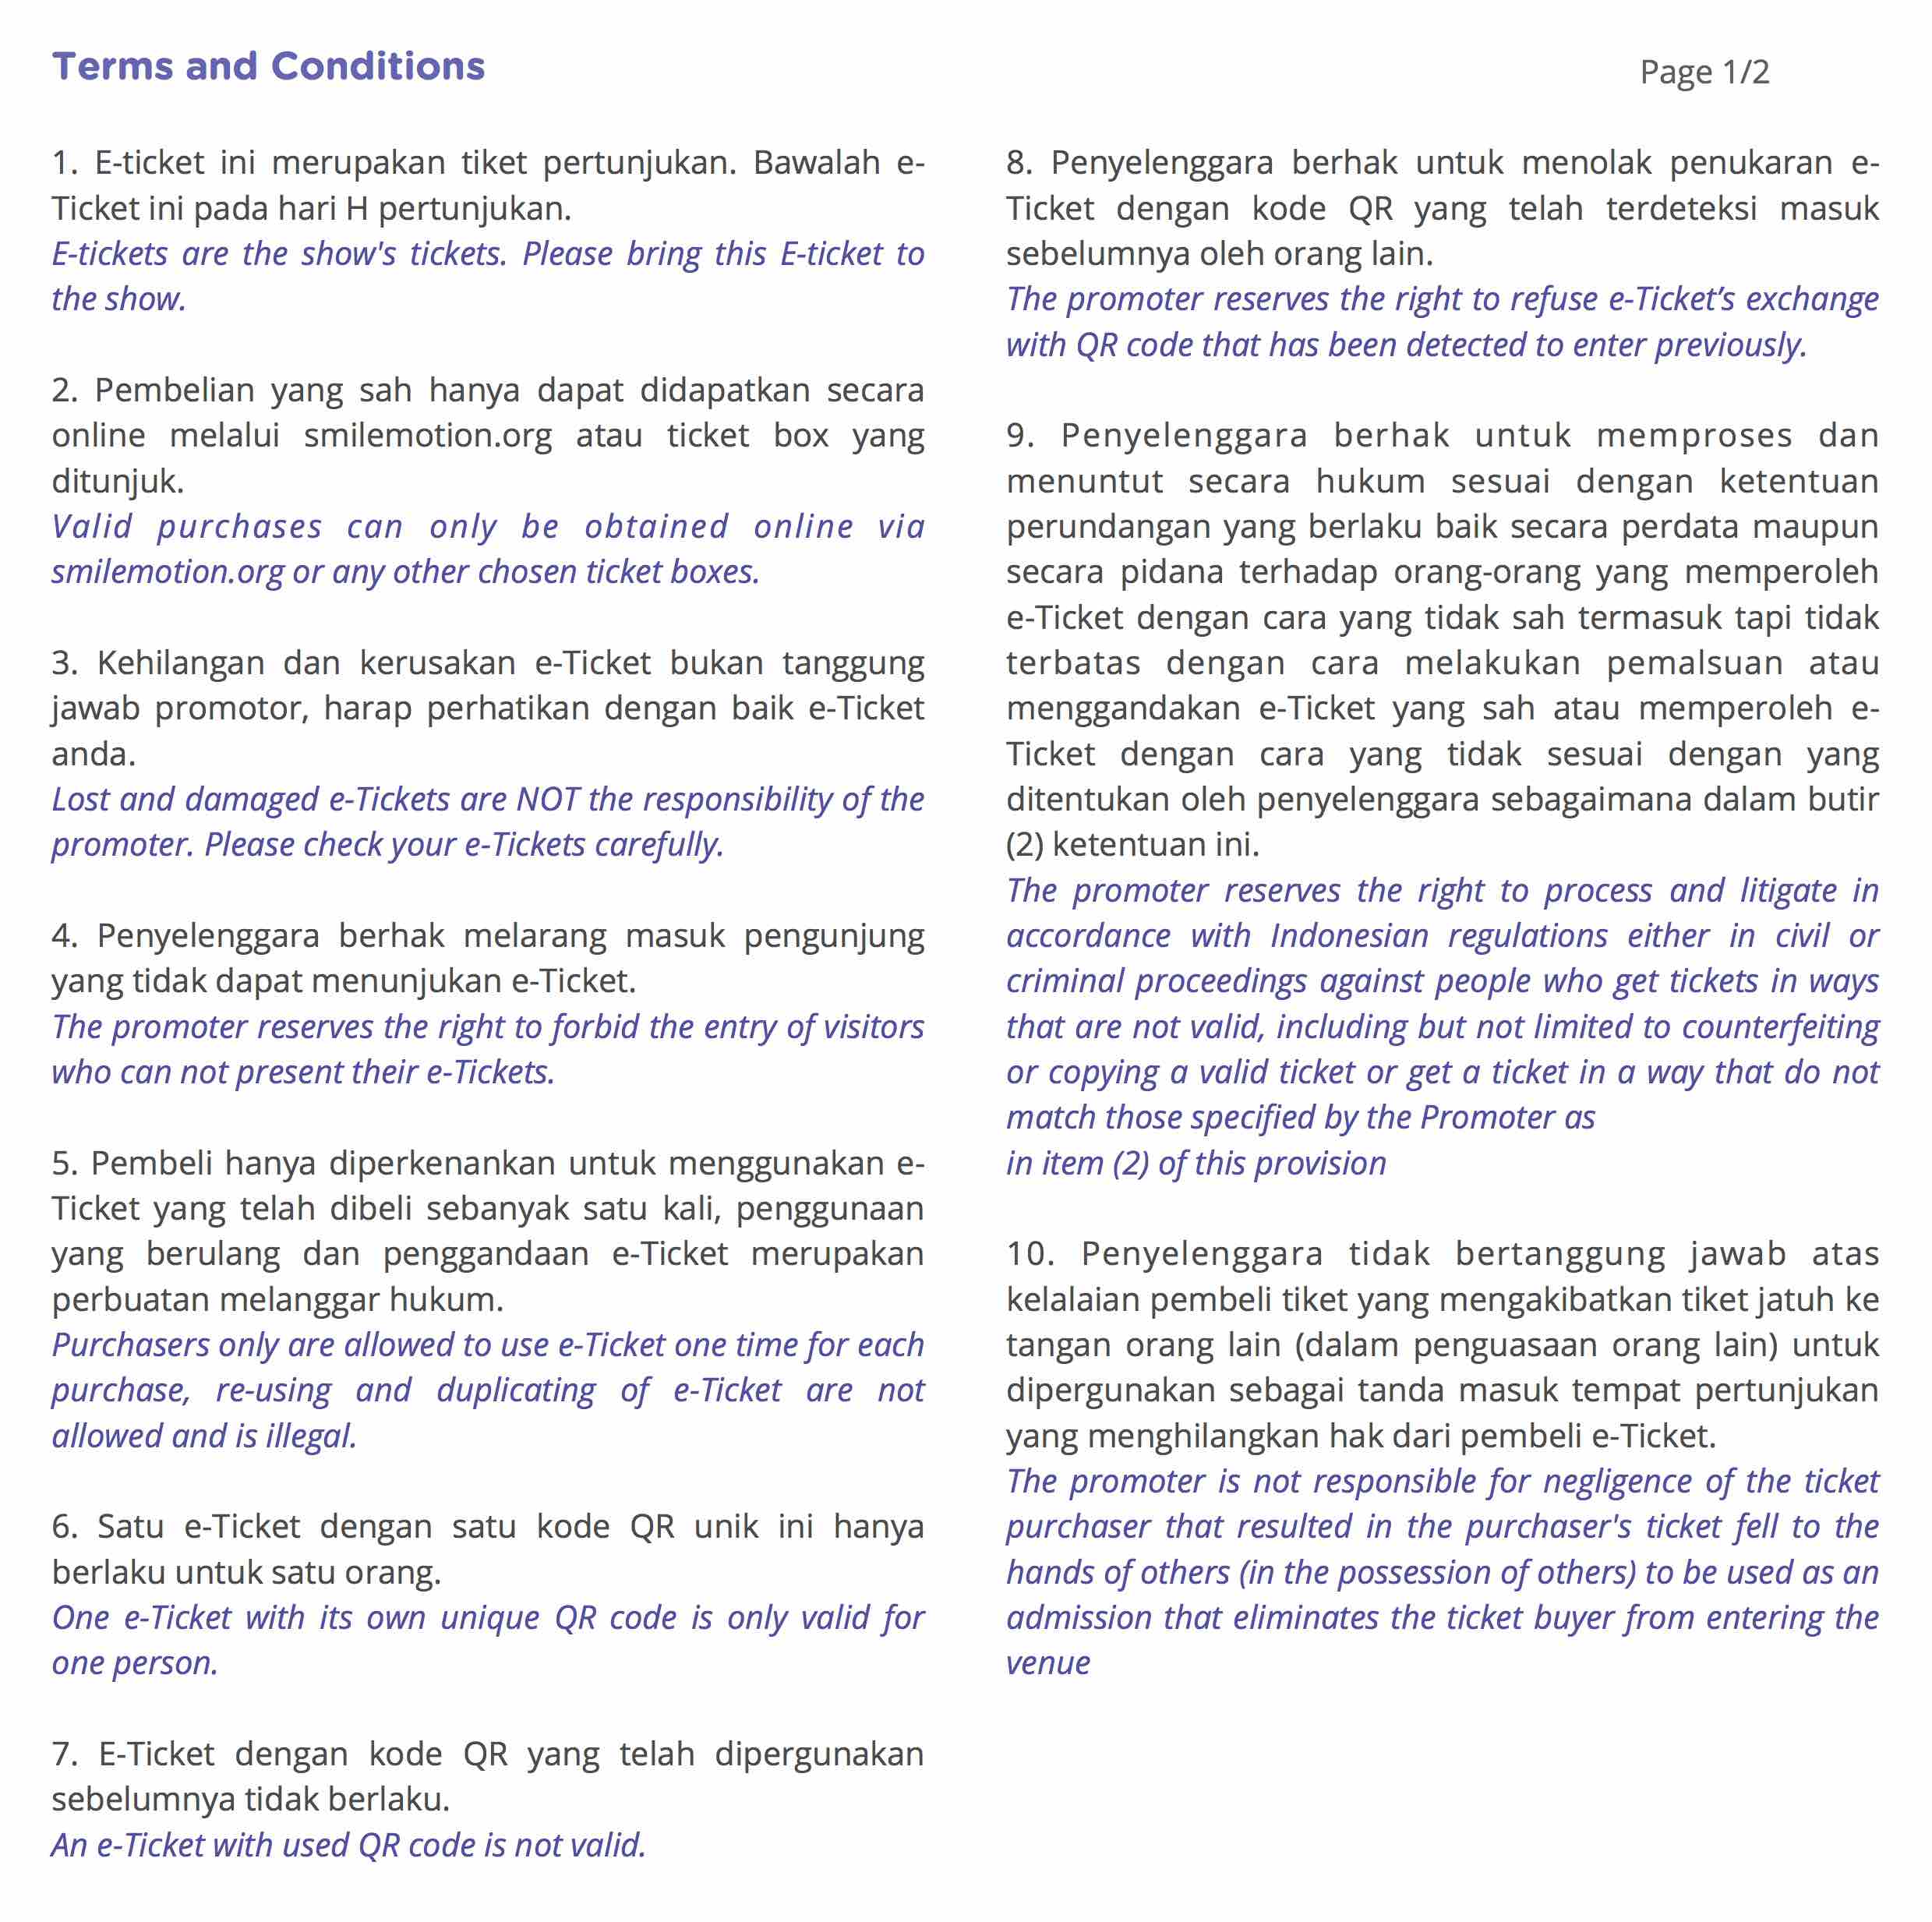 Terms and Conditions
Page 1/2
1. E-ticket ini merupakan tiket pertunjukan. Bawalah e-
Ticket ini pada hari H pertunjukan.
E-tickets are the show's tickets. Please bring this E-ticket to
the show.
2. Pembelian yang sah hanya dapat didapatkan secara
online melalui smilemotion.org atau ticket box yang
ditunjuk.
Valid purchases can only be obtained online via
smilemotion.org or any other chosen ticket boxes.
3. Kehilangan dan kerusakan e-Ticket bukan tanggung
jawab promotor, harap perhatikan dengan baik e-Ticket
anda.
Lost and damaged e-Tickets are NOT the responsibility of the
promoter. Please check your e-Tickets carefully.
4. Penyelenggara berhak melarang masuk pengunjung
yang tidak dapat menunjukan e-Ticket.
The promoter reserves the right to forbid the entry of visitors
who can not present their e-Tickets.
5. Pembeli hanya diperkenankan untuk menggunakan e-
Ticket yang telah dibeli sebanyak satu kali, penggunaan
yang berulang dan penggandaan e-Ticket merupakan
perbuatan melanggar hukum.
Purchasers only are allowed to use e-Ticket one time for each
purchase, re-using and duplicating of e-Ticket are not
allowed and is illegal.
6. Satu e-Ticket dengan satu kode QR unik ini hanya
berlaku untuk satu orang.
One e-Ticket with its own unique QR code is only valid for
one person.
7. E-Ticket dengan kode QR yang telah dipergunakan
sebelumnya tidak berlaku.
An e-Ticket with used QR code is not valid.
8. Penyelenggara berhak untuk menolak penukaran e-
Ticket dengan kode QR yang telah terdeteksi masuk
sebelumnya oleh orang lain.
The promoter reserves the right to refuse e-Ticket’s exchange
with QR code that has been detected to enter previously.
9. Penyelenggara berhak untuk memproses dan
menuntut secara hukum sesuai dengan ketentuan
perundangan yang berlaku baik secara perdata maupun
secara pidana terhadap orang-orang yang memperoleh
e-Ticket dengan cara yang tidak sah termasuk tapi tidak
terbatas dengan cara melakukan pemalsuan atau
menggandakan e-Ticket yang sah atau memperoleh e-
Ticket dengan cara yang tidak sesuai dengan yang
ditentukan oleh penyelenggara sebagaimana dalam butir
(2) ketentuan ini.
The promoter reserves the right to process and litigate in
accordance with Indonesian regulations either in civil or
criminal proceedings against people who get tickets in ways
that are not valid, including but not limited to counterfeiting
or copying a valid ticket or get a ticket in a way that do not
match those specified by the Promoter as
in item (2) of this provision
10. Penyelenggara tidak bertanggung jawab atas
kelalaian pembeli tiket yang mengakibatkan tiket jatuh ke
tangan orang lain (dalam penguasaan orang lain) untuk
dipergunakan sebagai tanda masuk tempat pertunjukan
yang menghilangkan hak dari pembeli e-Ticket.
The promoter is not responsible for negligence of the ticket
purchaser that resulted in the purchaser's ticket fell to the
hands of others (in the possession of others) to be used as an
admission that eliminates the ticket buyer from entering the
venue